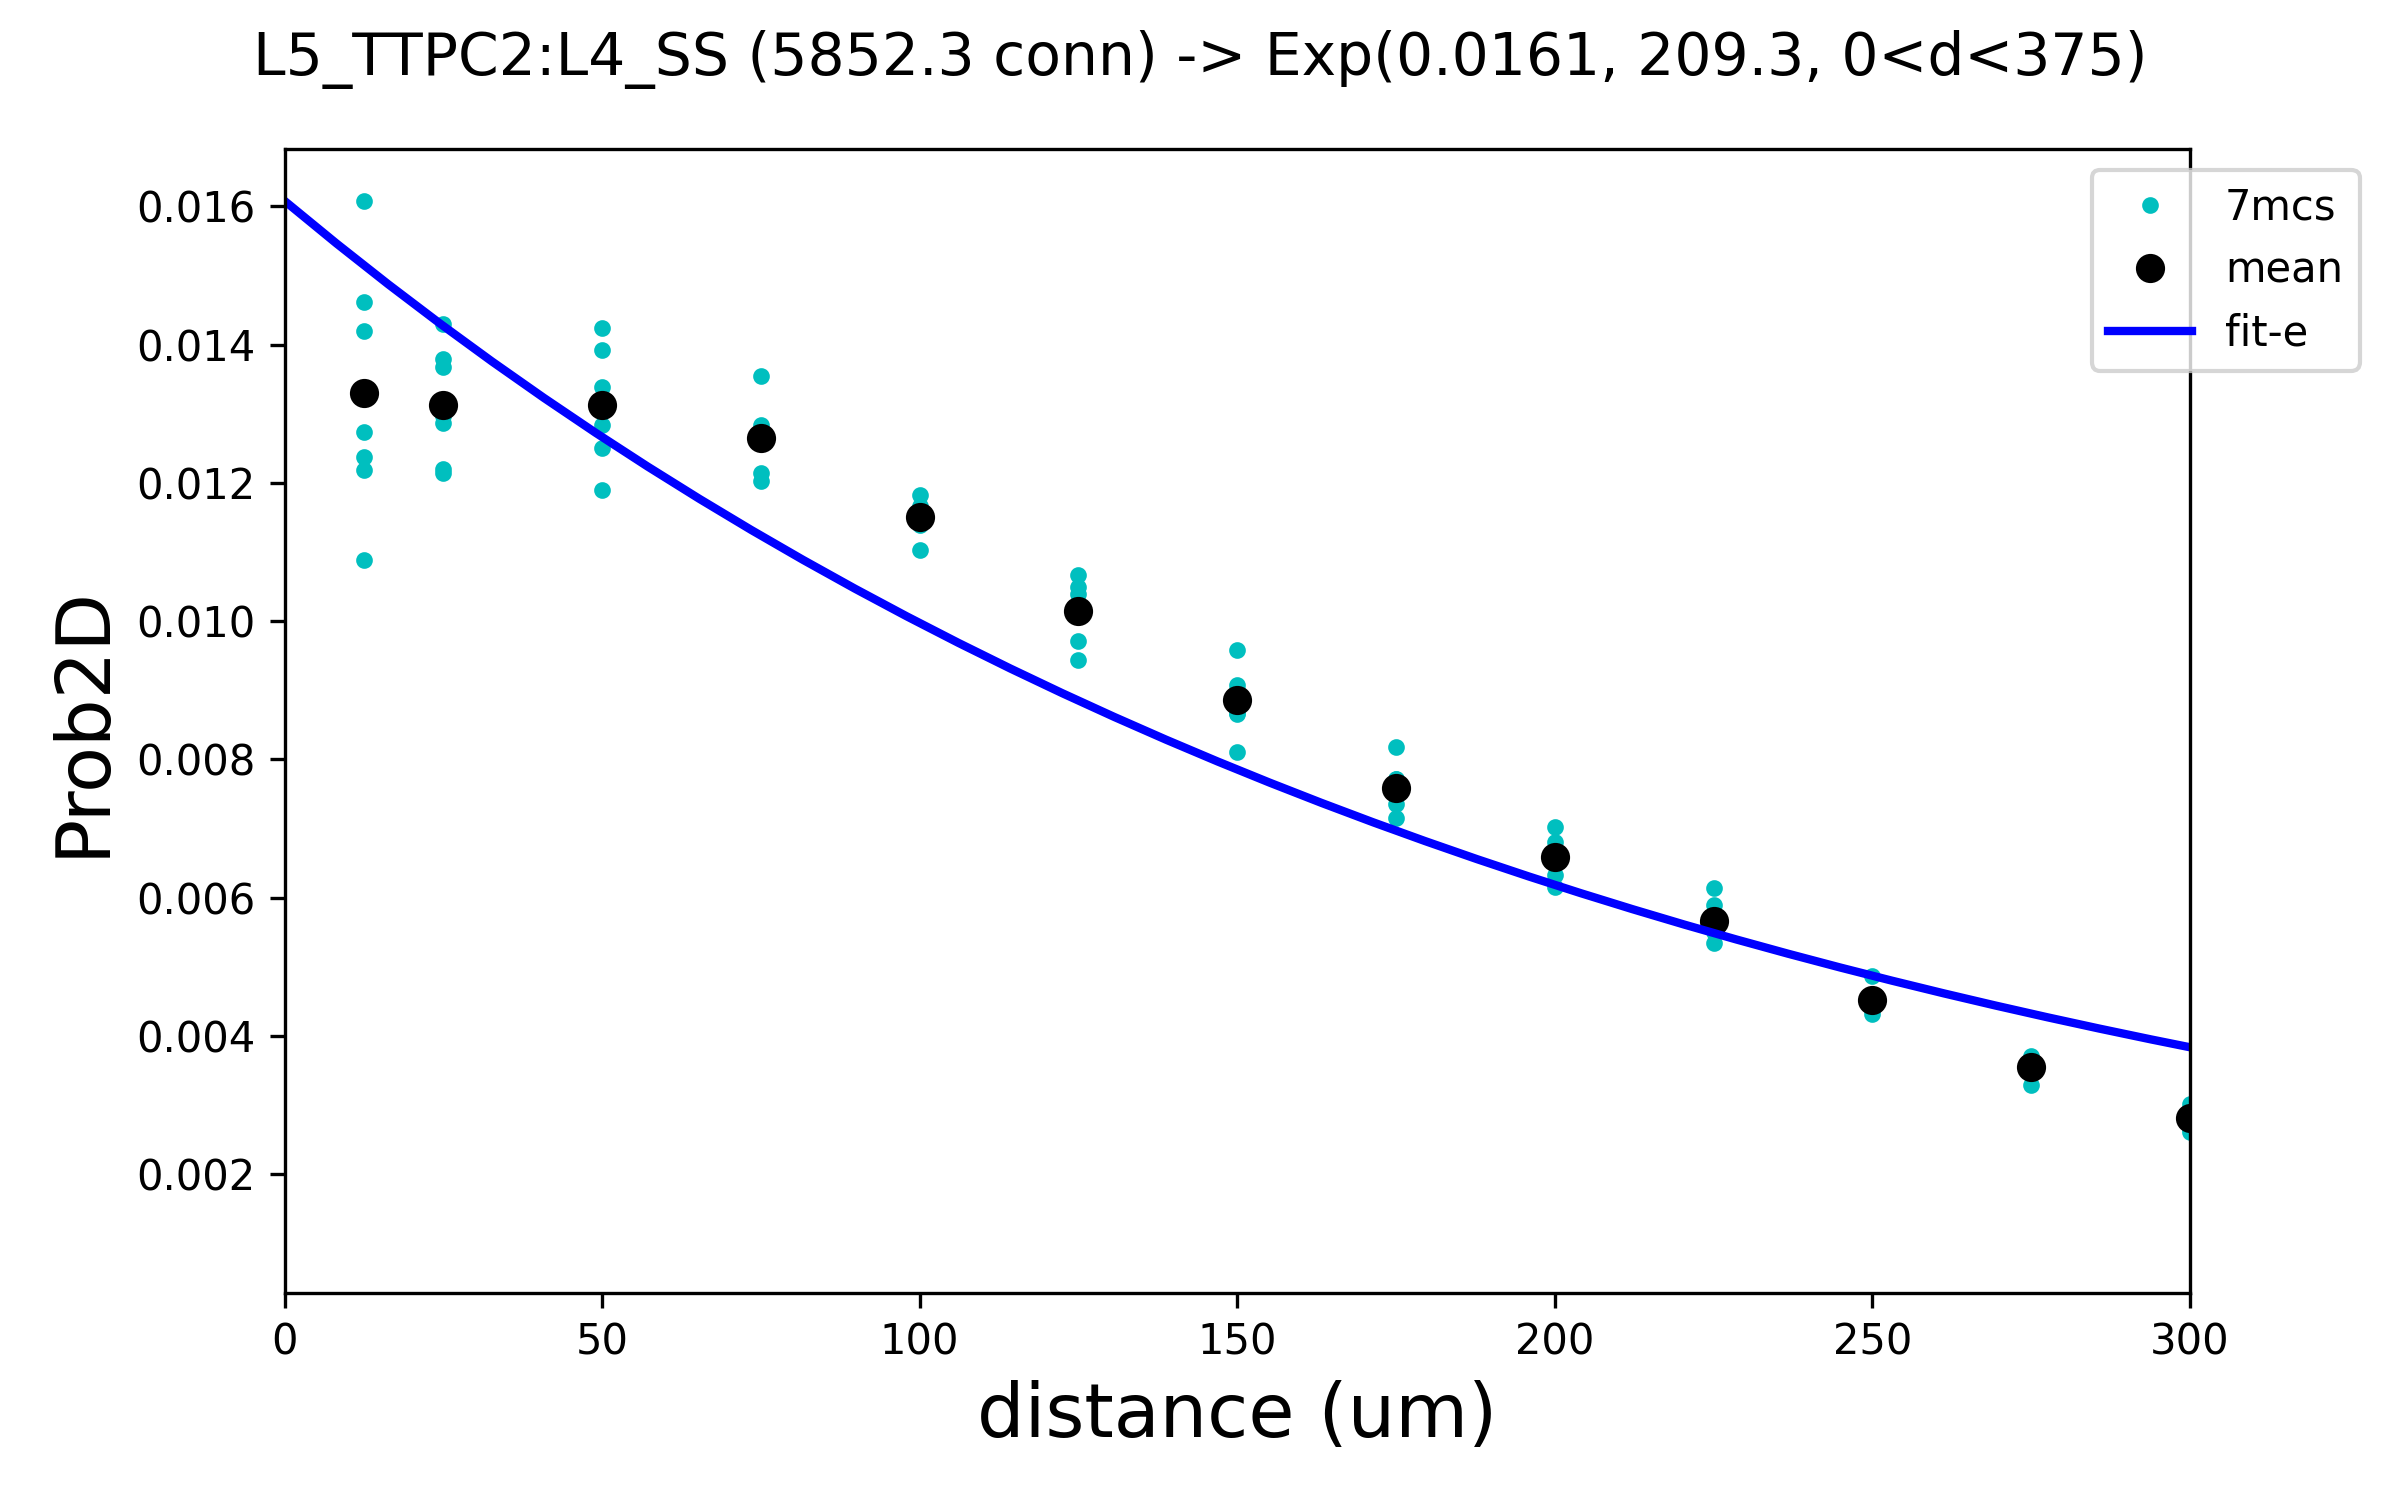 L5_TTPC2:L4_SS (5852.3 conn) -> Exp(0.0161, 209.3, 0<d<375)
7mcs
mean
fit-e
Prob2D
0.016
0.014
0.012
0.010
0.008
0.006
0.004
0.002
0 50 100 150 200 250 300
distance (um)